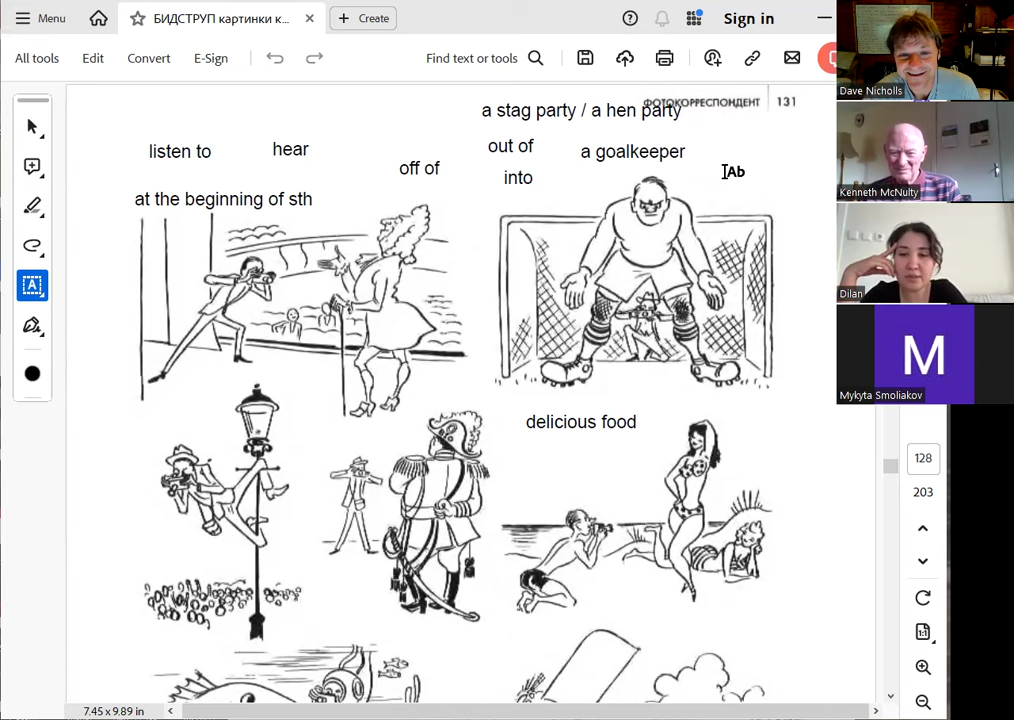 Menu
БИДСТРУП картинки к...
Create
Sign in
All tools
Edit
Convert
E-Sign
Find text or tools
ФОТОКОРРЕСПОНДЕНТ 131
a stag party / a hen party
listen to
hear
off of
out of
into
a goalkeeper
Ab
at the beginning of sth
A
delicious food
Dave Nicholls
Kenneth McNulty
Dilan
M
Mykyta Smoliakov
128
203
1:1
7.45 x 9.89 in